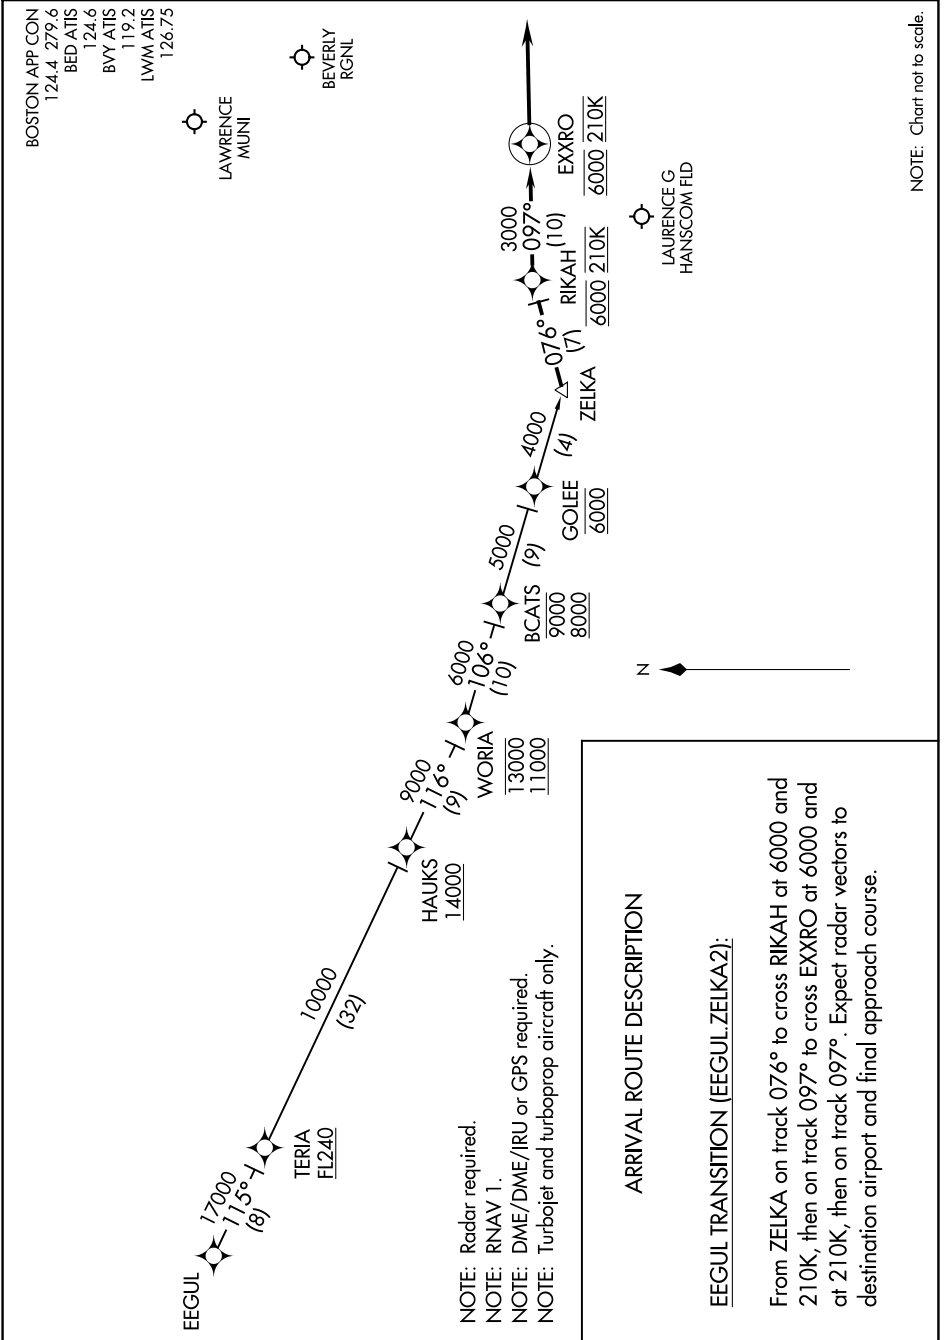 BOSTON APP CON
124.4 279.6
BED ATIS
124.6
BVY ATIS
119.2
LWM ATIS
126.75
LAWRENCE
MUNI
BEVERLY
RGNL
EEGUL
17000
115°
(8)
TERIA
FL240
10000
(32)
HAUKS
14000
9000
116°
(9)
WORIA
13000
11000
6000
106°
(10)
BCATS
9000
8000
5000
(9)
GOLEE
6000
4000
(4)
ZELKA
076°
(7)
RIKAH
6000 210K
3000
097°
(10)
EXXRO
6000 210K
LAURENCE G
HANSCOM FLD
N
NOTE: Radar required.
NOTE: RNAV 1.
NOTE: DME/DME/IRU or GPS required.
NOTE: Turbojet and turboprop aircraft only.
ARRIVAL ROUTE DESCRIPTION
EEGUL TRANSITION (EEGUL.ZELKA2):
From ZELKA on track 076° to cross RIKAH at 6000 and
210K, then on track 097° to cross EXXRO at 6000 and
at 210K, then on track 097°. Expect radar vectors to
destination airport and final approach course.
NOTE: Chart not to scale.